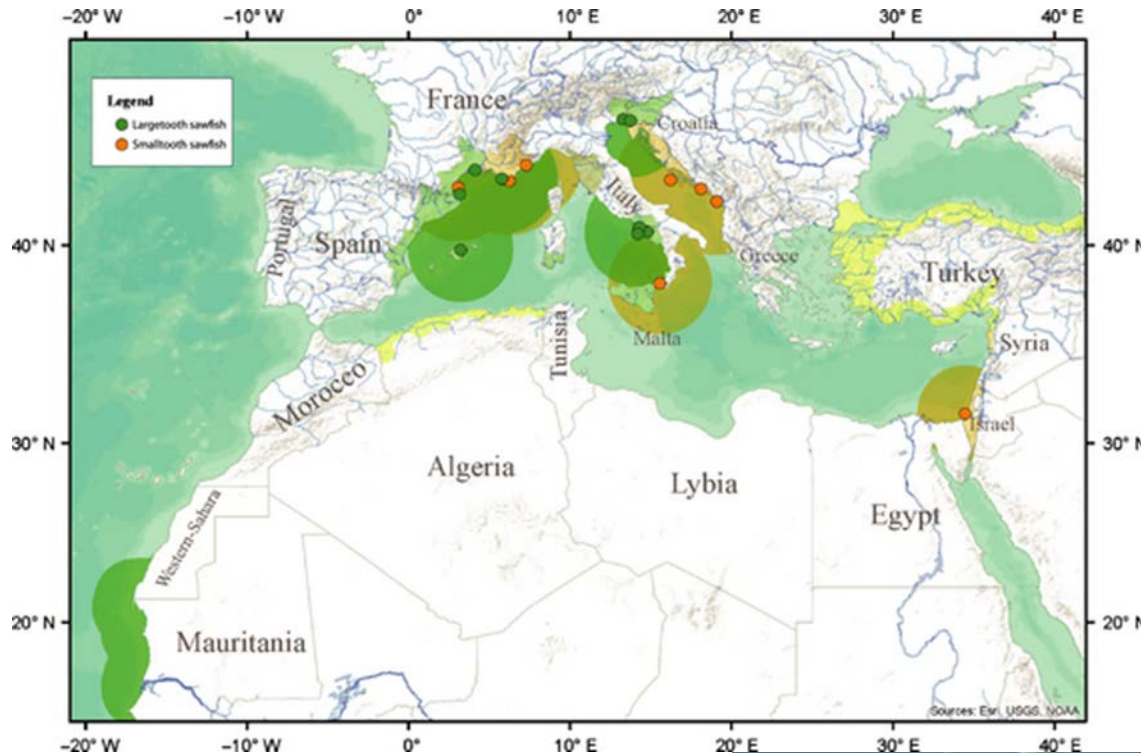 −20° W
−10° W
0°
10° E
20° E
30° E
40° E
Legend
Largetooth sawfish
Smalltooth sawfish
France
Croatia
Italy
Portugal
Spain
40° N
40° N
Greece
Turkey
Malta
Tunisia
Syria
Morocco
Israel
30° N
30° N
Algeria
Lybia
Egypt
Western-Sahara
20° N
20° N
Mauritania
Sources: Esri, USGS, NOAA
−20° W
−10° W
0°
10° E
20° E
30° E
40° E